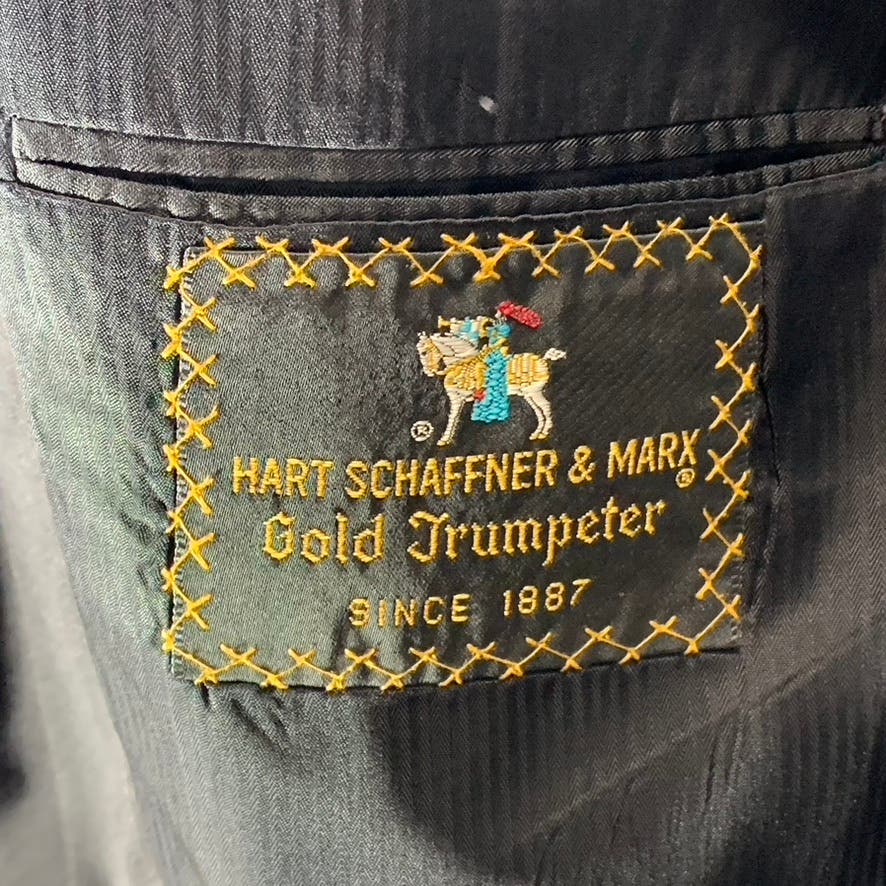 ®
HART SCHAFFNER & MARX®
Gold Trumpeter
SINCE 1887